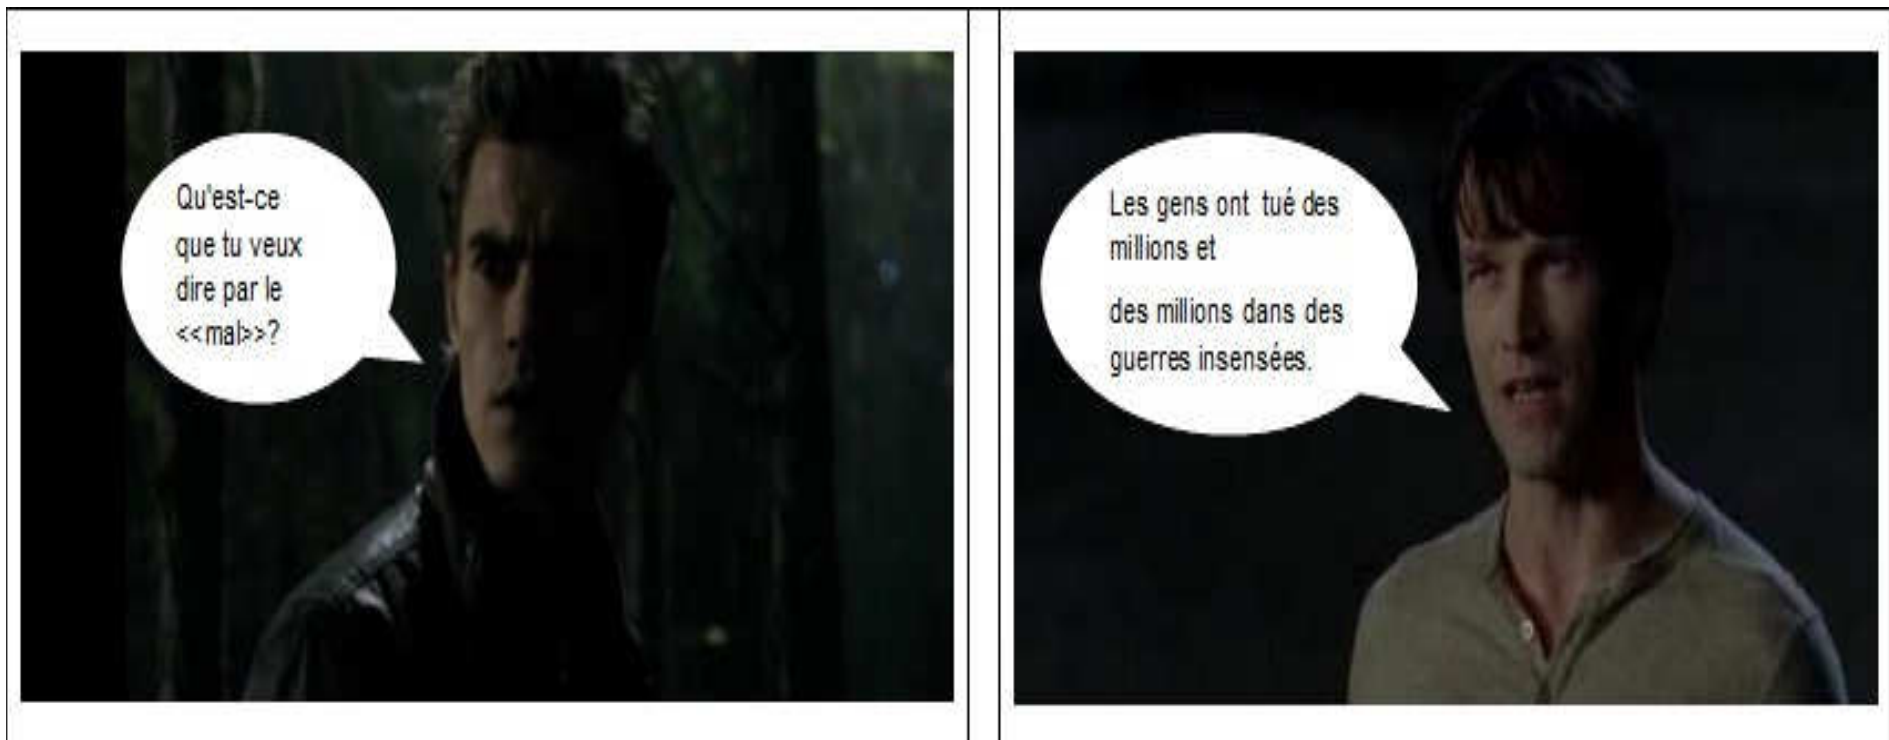 Qu'est-ce
que tu veux
dire par le
<<mal>>?
Les gens ont tué des
millions et
des millions dans des
guerres insensées.